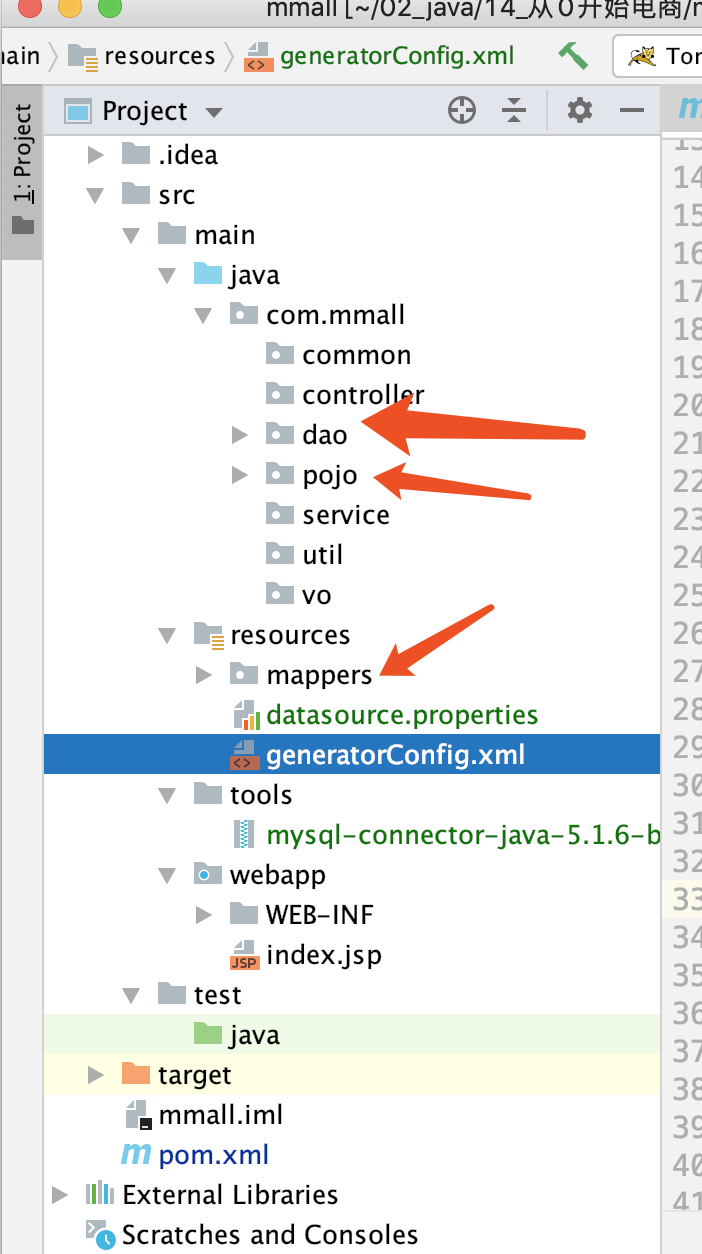 mmall [~/02_java/14_从0开始电商/
resources generatorConfig.xml
Project
1: Project
.idea
src
main
java
com.mmall
common
controller
dao
pojo
service
util
vo
resources
mappers
datasource.properties
generatorConfig.xml
tools
mysql-connector-java-5.1.6-b
webapp
WEB-INF
JSP index.jsp
test
java
target
mmall.iml
m pom.xml
External Libraries
Scratches and Consoles
14
15
16
17
18
19
20
21
22
23
24
25
26
27
28
29
30
31
32
33
34
35
36
37
38
39
40
41